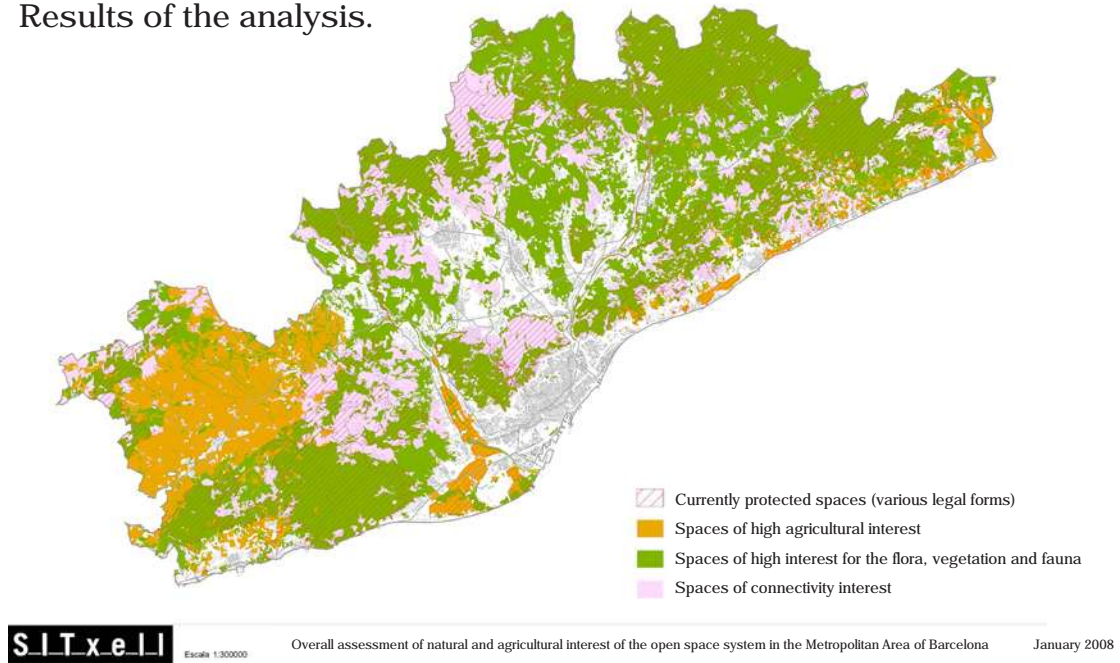 Results of the analysis.
Currently protected spaces (various legal forms)
Spaces of high agricultural interest
Spaces of high interest for the flora, vegetation and fauna
Spaces of connectivity interest
S_I_T_x_e_l_l
Escala 1:300000
Overall assessment of natural and agricultural interest of the open space system in the Metropolitan Area of Barcelona
January 2008